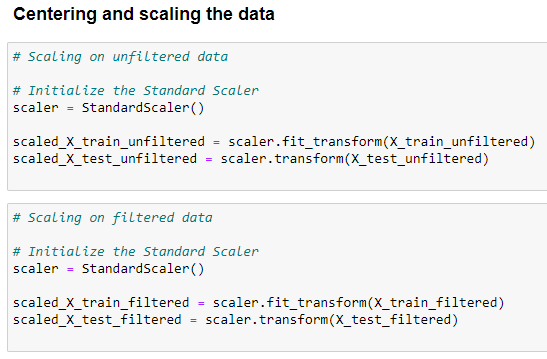 Centering and scaling the data
# Scaling on unfiltered data
# Initialize the Standard Scaler
scaler = StandardScaler()
scaled_X_train_unfiltered = scaler.fit_transform(X_train_unfiltered)
scaled_X_test_unfiltered = scaler.transform(X_test_unfiltered)
# Scaling on filtered data
# Initialize the Standard Scaler
scaler = StandardScaler()
scaled_X_train_filtered = scaler.fit_transform(X_train_filtered)
scaled_X_test_filtered = scaler.transform(X_test_filtered)